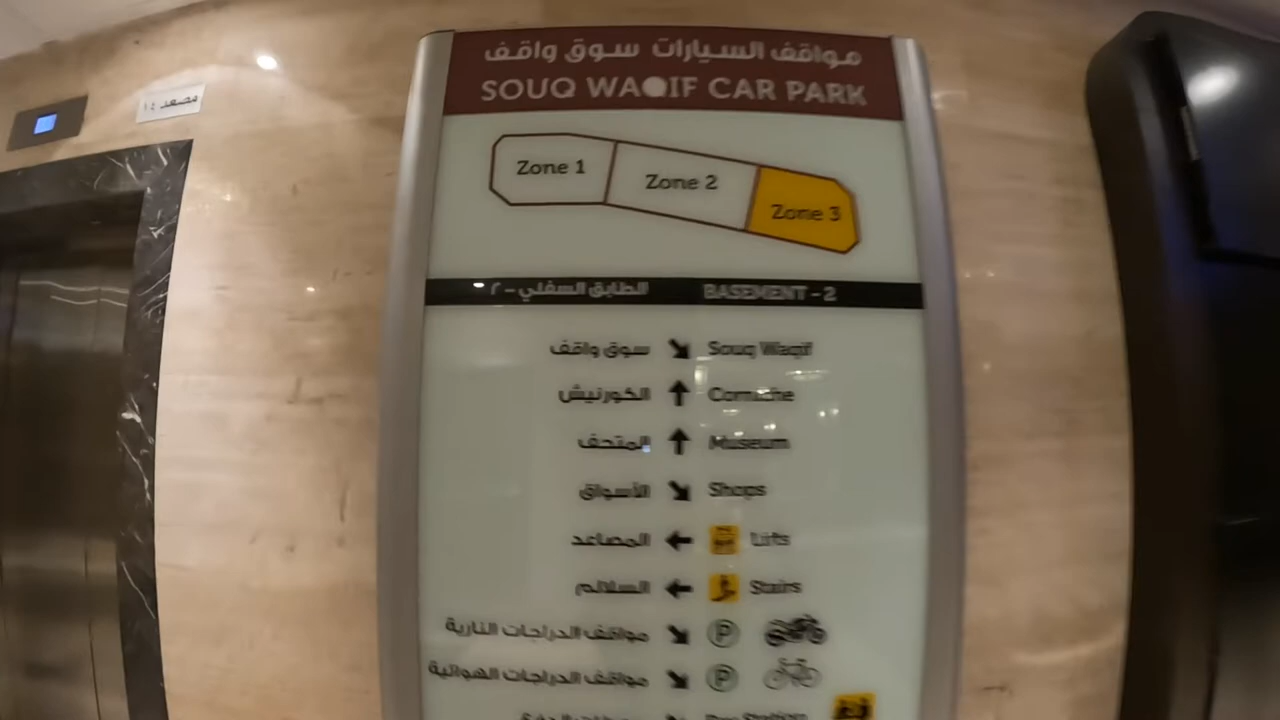 مصعد ١٤
مواقف السيارات سوق واقف
SOUQ WAQIF CAR PARK
Zone 1
Zone 2
Zone 3
الطابق السفلي - ٢ BASEMENT - 2
سوق واقف Souq Waqif
الكورنيش Corniche
المتحف Museum
الأسواق Shops
المصاعد Lifts
السلالم Stairs
مواقف الدراجات النارية P
مواقف الدراجات الهوائية P
Pay Station